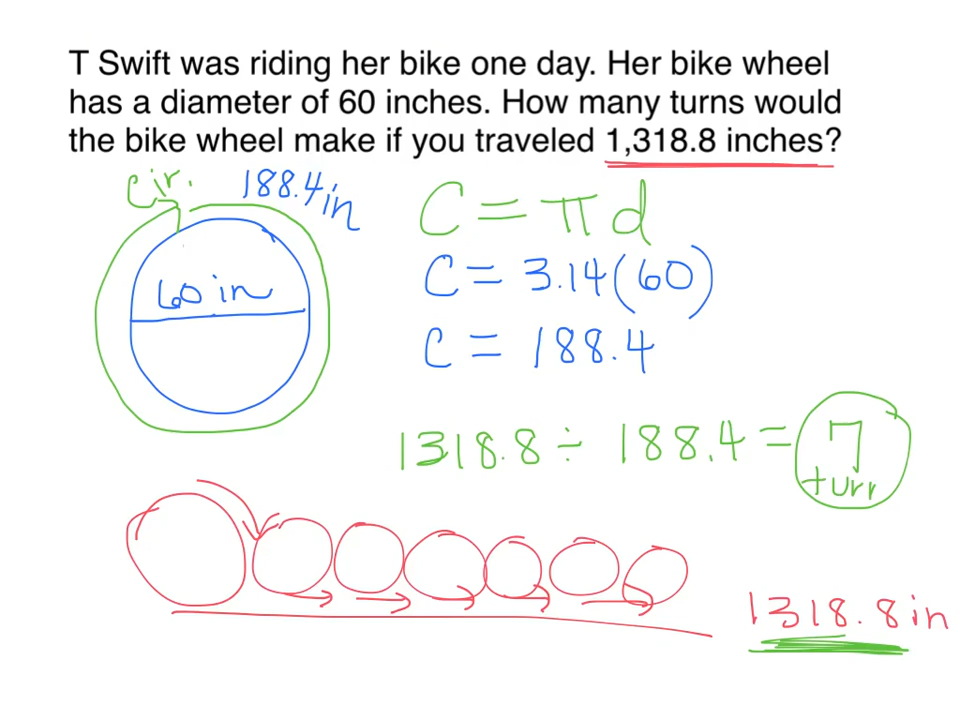 T Swift was riding her bike one day. Her bike wheel
has a diameter of 60 inches. How many turns would
the bike wheel make if you traveled 1,318.8 inches?
Cir. 188.4in
C = πd
60 in
C = 3.14(60)
C = 188.4
1318.8 ÷ 188.4 = 7
turr
1318.8in